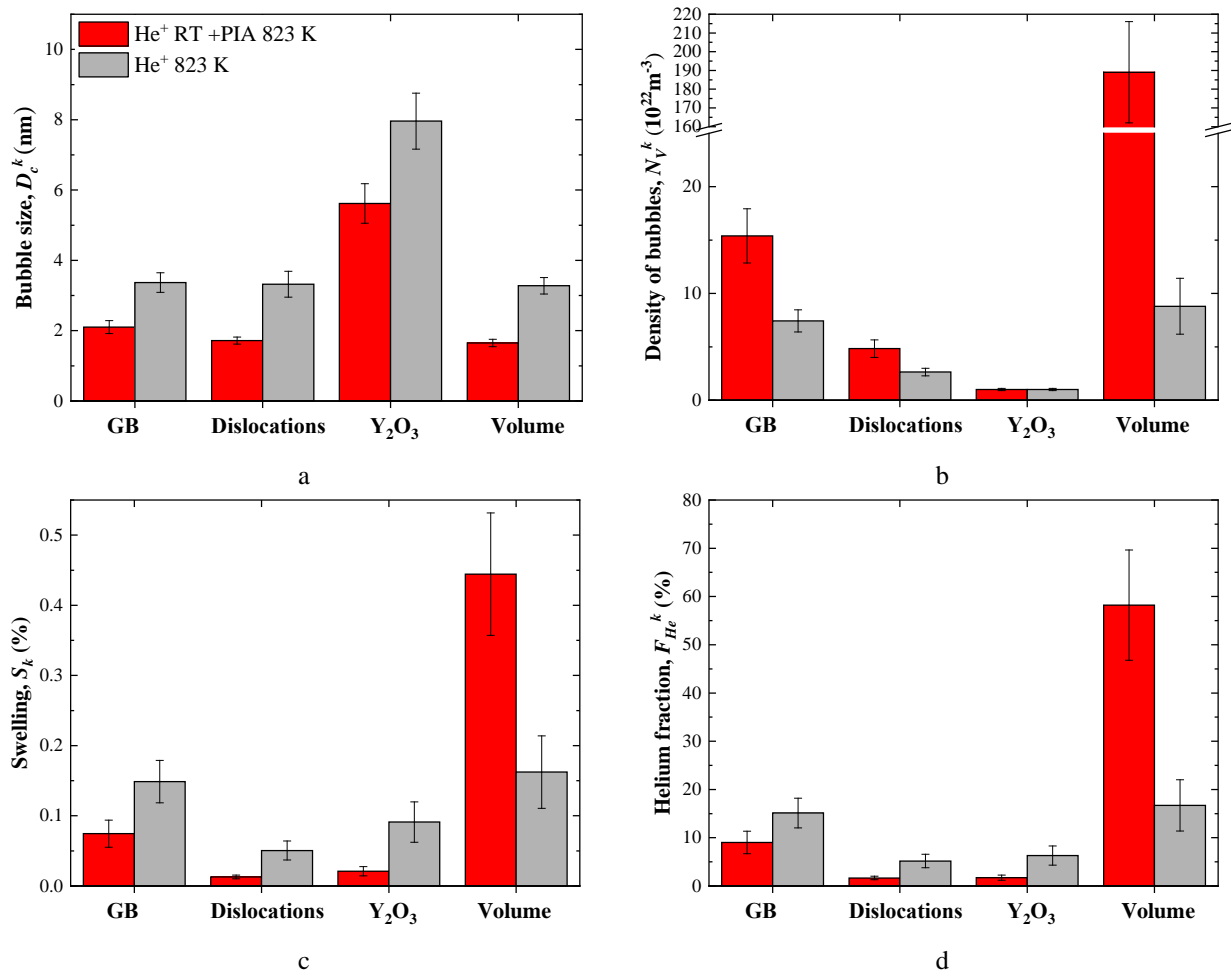 He⁺ RT +PIA 823 K
He⁺ 823 K
Bubble size, D_c^k (nm)
10
8
6
4
2
0
GB Dislocations Y₂O₃ Volume
a
Density of bubbles, N_V^k (10²²m⁻³)
220
210
200
190
180
170
160
20
10
0
GB Dislocations Y₂O₃ Volume
b
Swelling, S_k (%)
0.5
0.4
0.3
0.2
0.1
0.0
GB Dislocations Y₂O₃ Volume
c
Helium fraction, F_He^k (%)
80
70
60
50
40
30
20
10
0
GB Dislocations Y₂O₃ Volume
d